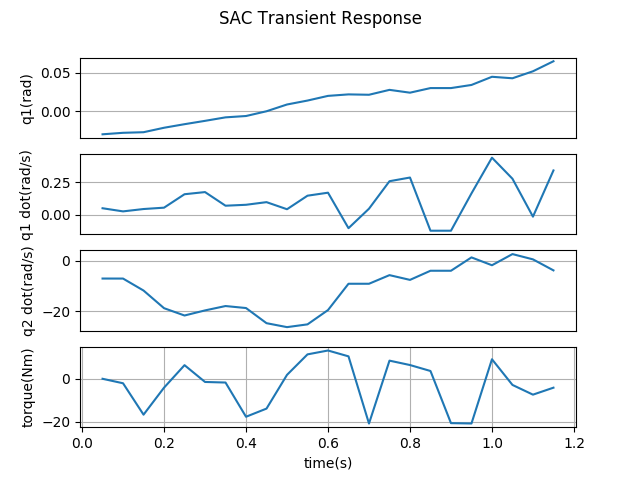 SAC Transient Response
0.05
0.00
q1(rad)
0.25
0.00
q1 dot(rad/s)
0
−20
q2 dot(rad/s)
0
−20
torque(Nm)
0.0 0.2 0.4 0.6 0.8 1.0 1.2
time(s)